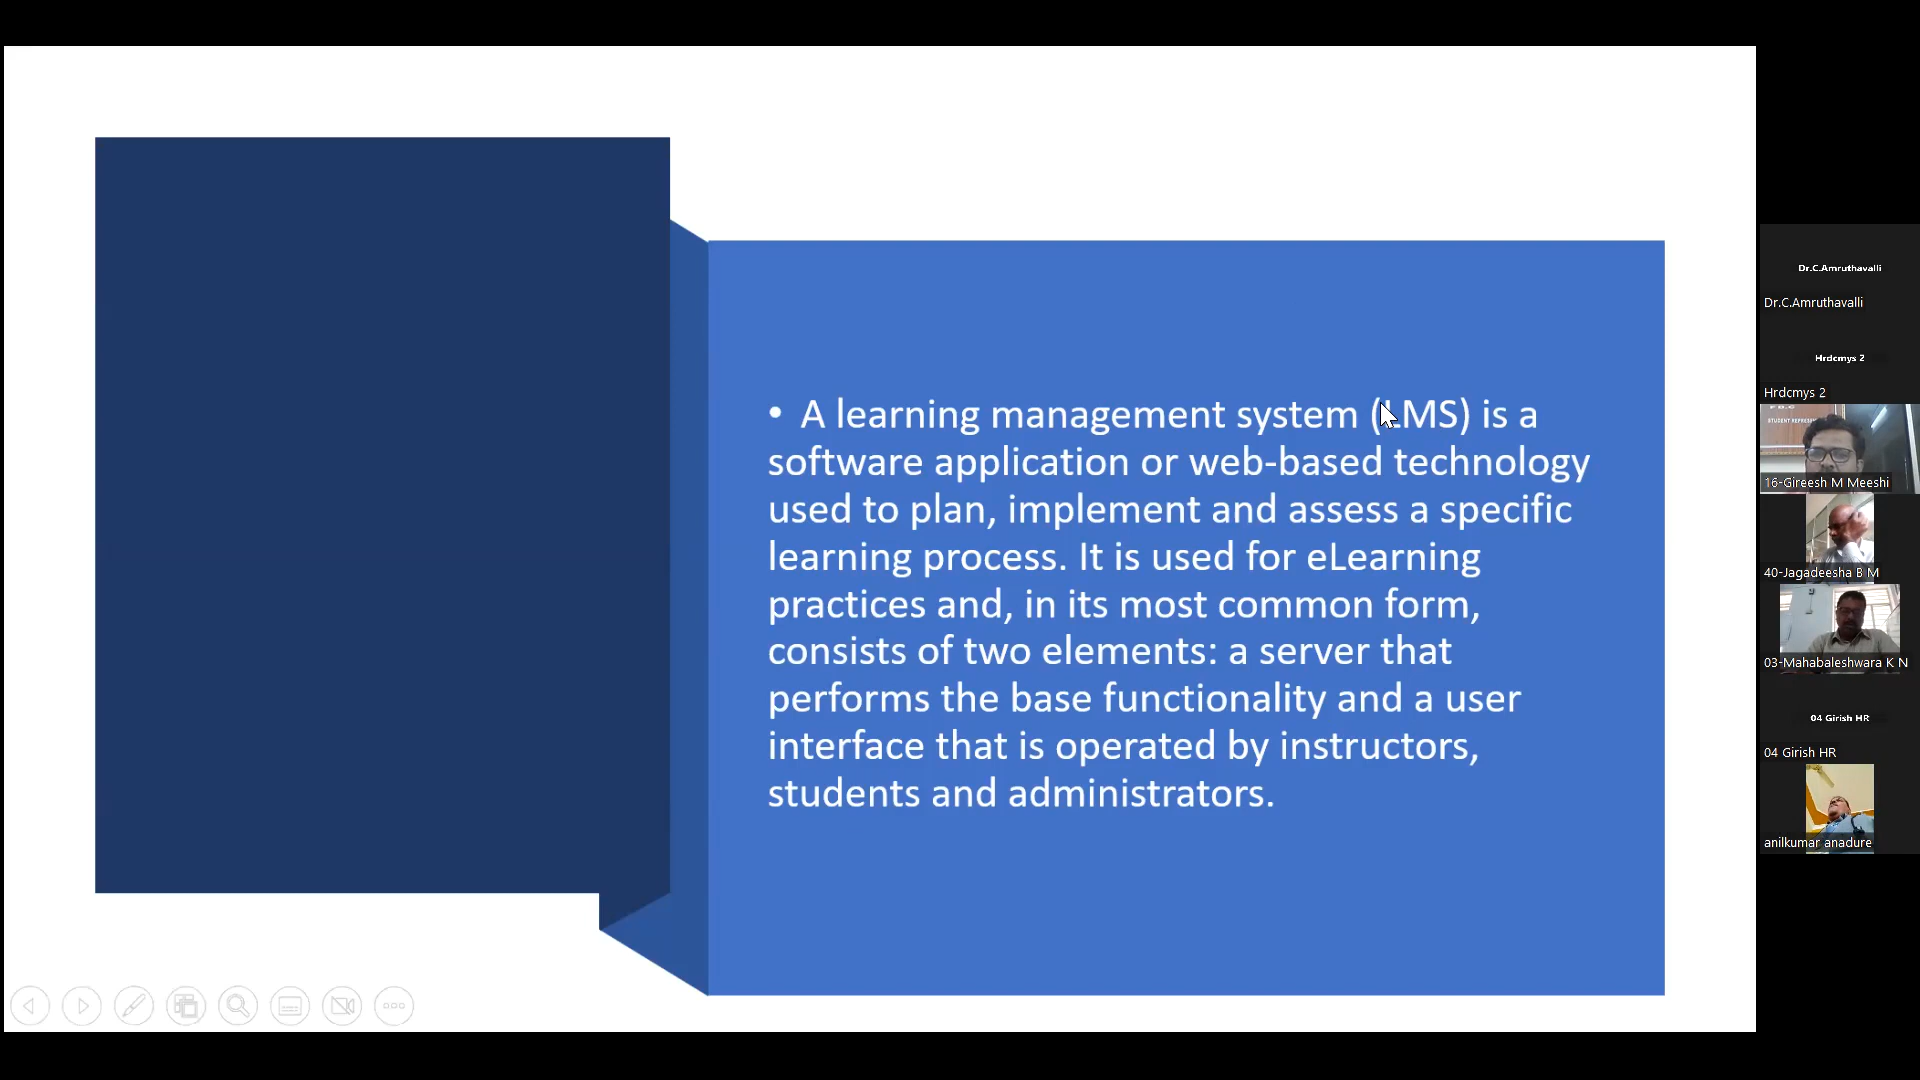 • A learning management system (LMS) is a
software application or web-based technology
used to plan, implement and assess a specific
learning process. It is used for eLearning
practices and, in its most common form,
consists of two elements: a server that
performs the base functionality and a user
interface that is operated by instructors,
students and administrators.
Dr.C.Amruthavalli
Dr.C.Amruthavalli
Hrdcmys 2
Hrdcmys 2
16-Gireesh M Meeshi
40-Jagadeesha B M
03-Mahabaleshwara K N
04 Girish HR
04 Girish HR
anilkumar anadure